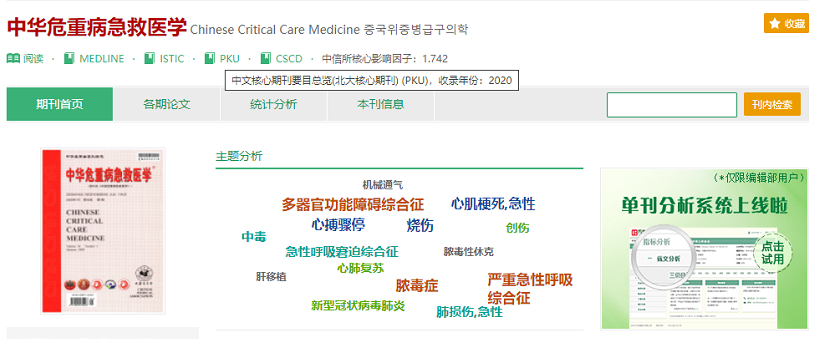 中华危重病急救医学 Chinese Critical Care Medicine 중국위중병급구의학
收藏
阅读 · MEDLINE · ISTIC · PKU · CSCD · 中信所核心影响因子：1.742
中文核心期刊要目总览(北大核心期刊) (PKU)，收录年份：2020
期刊首页 各期论文 统计分析 本刊信息 刊内检索
主题分析
中华危重病急救医学
CHINESE
CRITICAL
CARE
MEDICINE
机械通气
多器官功能障碍综合征 心肌梗死,急性
心搏骤停 烧伤 创伤
中毒
急性呼吸窘迫综合征 脓毒性休克
心肺复苏
肝移植 脓毒症 严重急性呼吸
综合征
新型冠状病毒肺炎 肺损伤,急性
(*仅限编辑部用户)
单刊分析系统上线啦
指标分析
论文分析
点击
试用